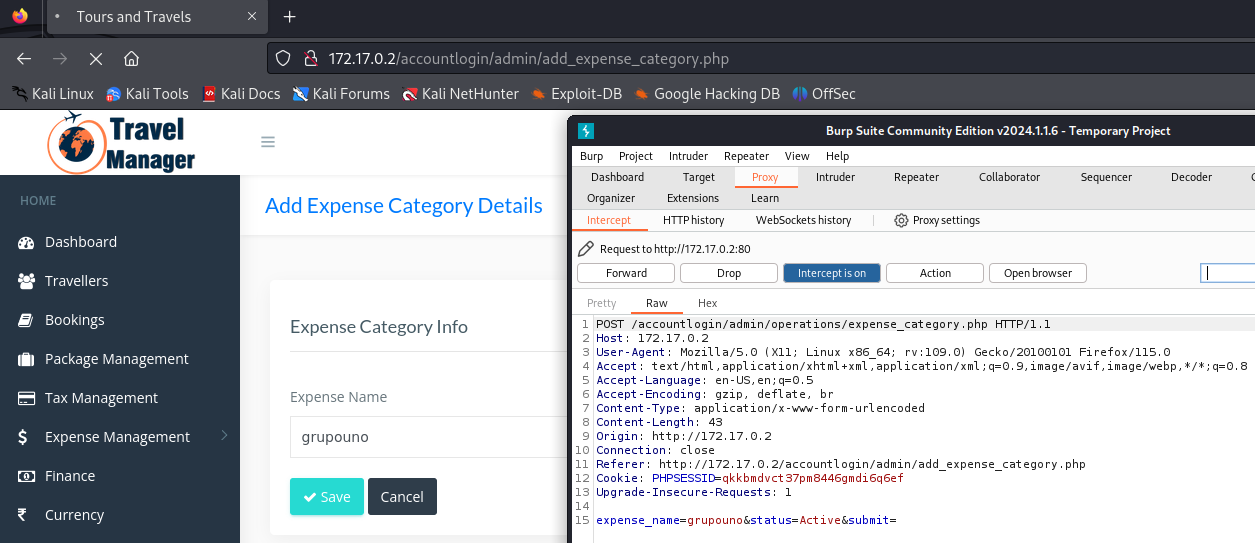 Tours and Travels
172.17.0.2/accountlogin/admin/add_expense_category.php
Kali Linux Kali Tools Kali Docs Kali Forums Kali NetHunter Exploit-DB Google Hacking DB OffSec
Travel
Manager
HOME
Dashboard
Travellers
Bookings
Package Management
Tax Management
Expense Management
Finance
Currency
Add Expense Category Details
Expense Category Info
Expense Name
grupouno
Save Cancel
Burp Suite Community Edition v2024.1.1.6 - Temporary Project
Burp Project Intruder Repeater View Help
Dashboard Target Proxy Intruder Repeater Collaborator Sequencer Decoder
Organizer Extensions Learn
Intercept HTTP history WebSockets history Proxy settings
Request to http://172.17.0.2:80
Forward Drop Intercept is on Action Open browser
Pretty Raw Hex
1 POST /accountlogin/admin/operations/expense_category.php HTTP/1.1
2 Host: 172.17.0.2
3 User-Agent: Mozilla/5.0 (X11; Linux x86_64; rv:109.0) Gecko/20100101 Firefox/115.0
4 Accept: text/html,application/xhtml+xml,application/xml;q=0.9,image/avif,image/webp,*/*;q=0.8
5 Accept-Language: en-US,en;q=0.5
6 Accept-Encoding: gzip, deflate, br
7 Content-Type: application/x-www-form-urlencoded
8 Content-Length: 43
9 Origin: http://172.17.0.2
10 Connection: close
11 Referer: http://172.17.0.2/accountlogin/admin/add_expense_category.php
12 Cookie: PHPSESSID=qkkbmdvct37pm8446gmdi6q6ef
13 Upgrade-Insecure-Requests: 1
14
15 expense_name=grupouno&status=Active&submit=